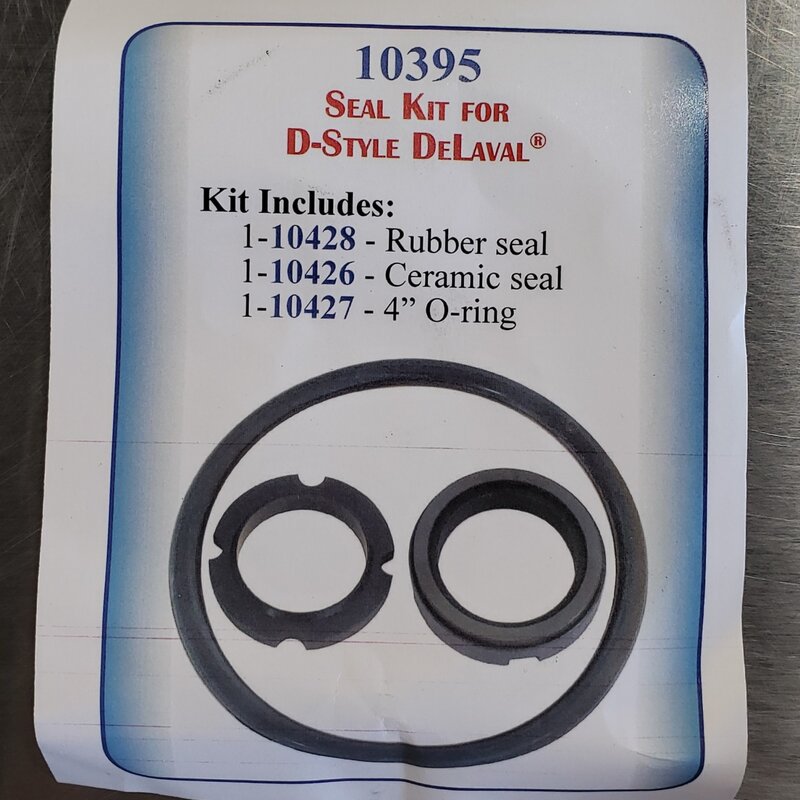 10395
SEAL KIT FOR
D-STYLE DELAVAL®
Kit Includes:
1-10428 - Rubber seal
1-10426 - Ceramic seal
1-10427 - 4” O-ring